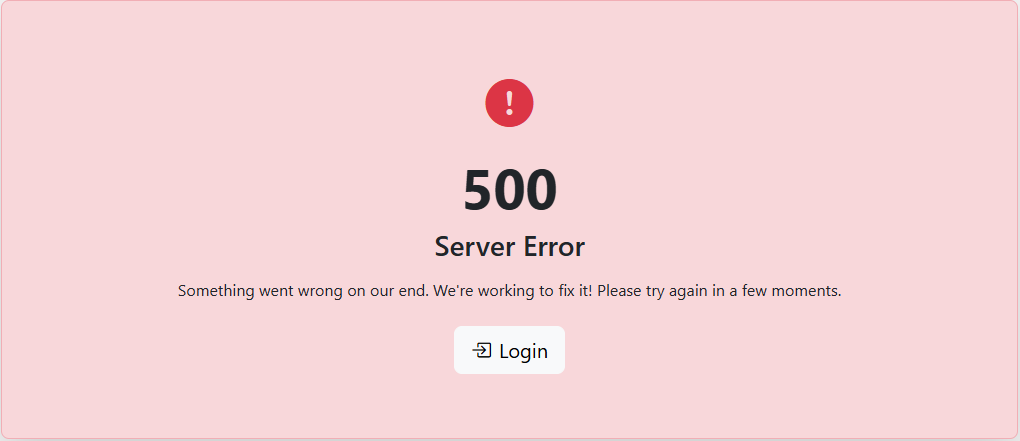 500
Server Error
Something went wrong on our end. We're working to fix it! Please try again in a few moments.
Login